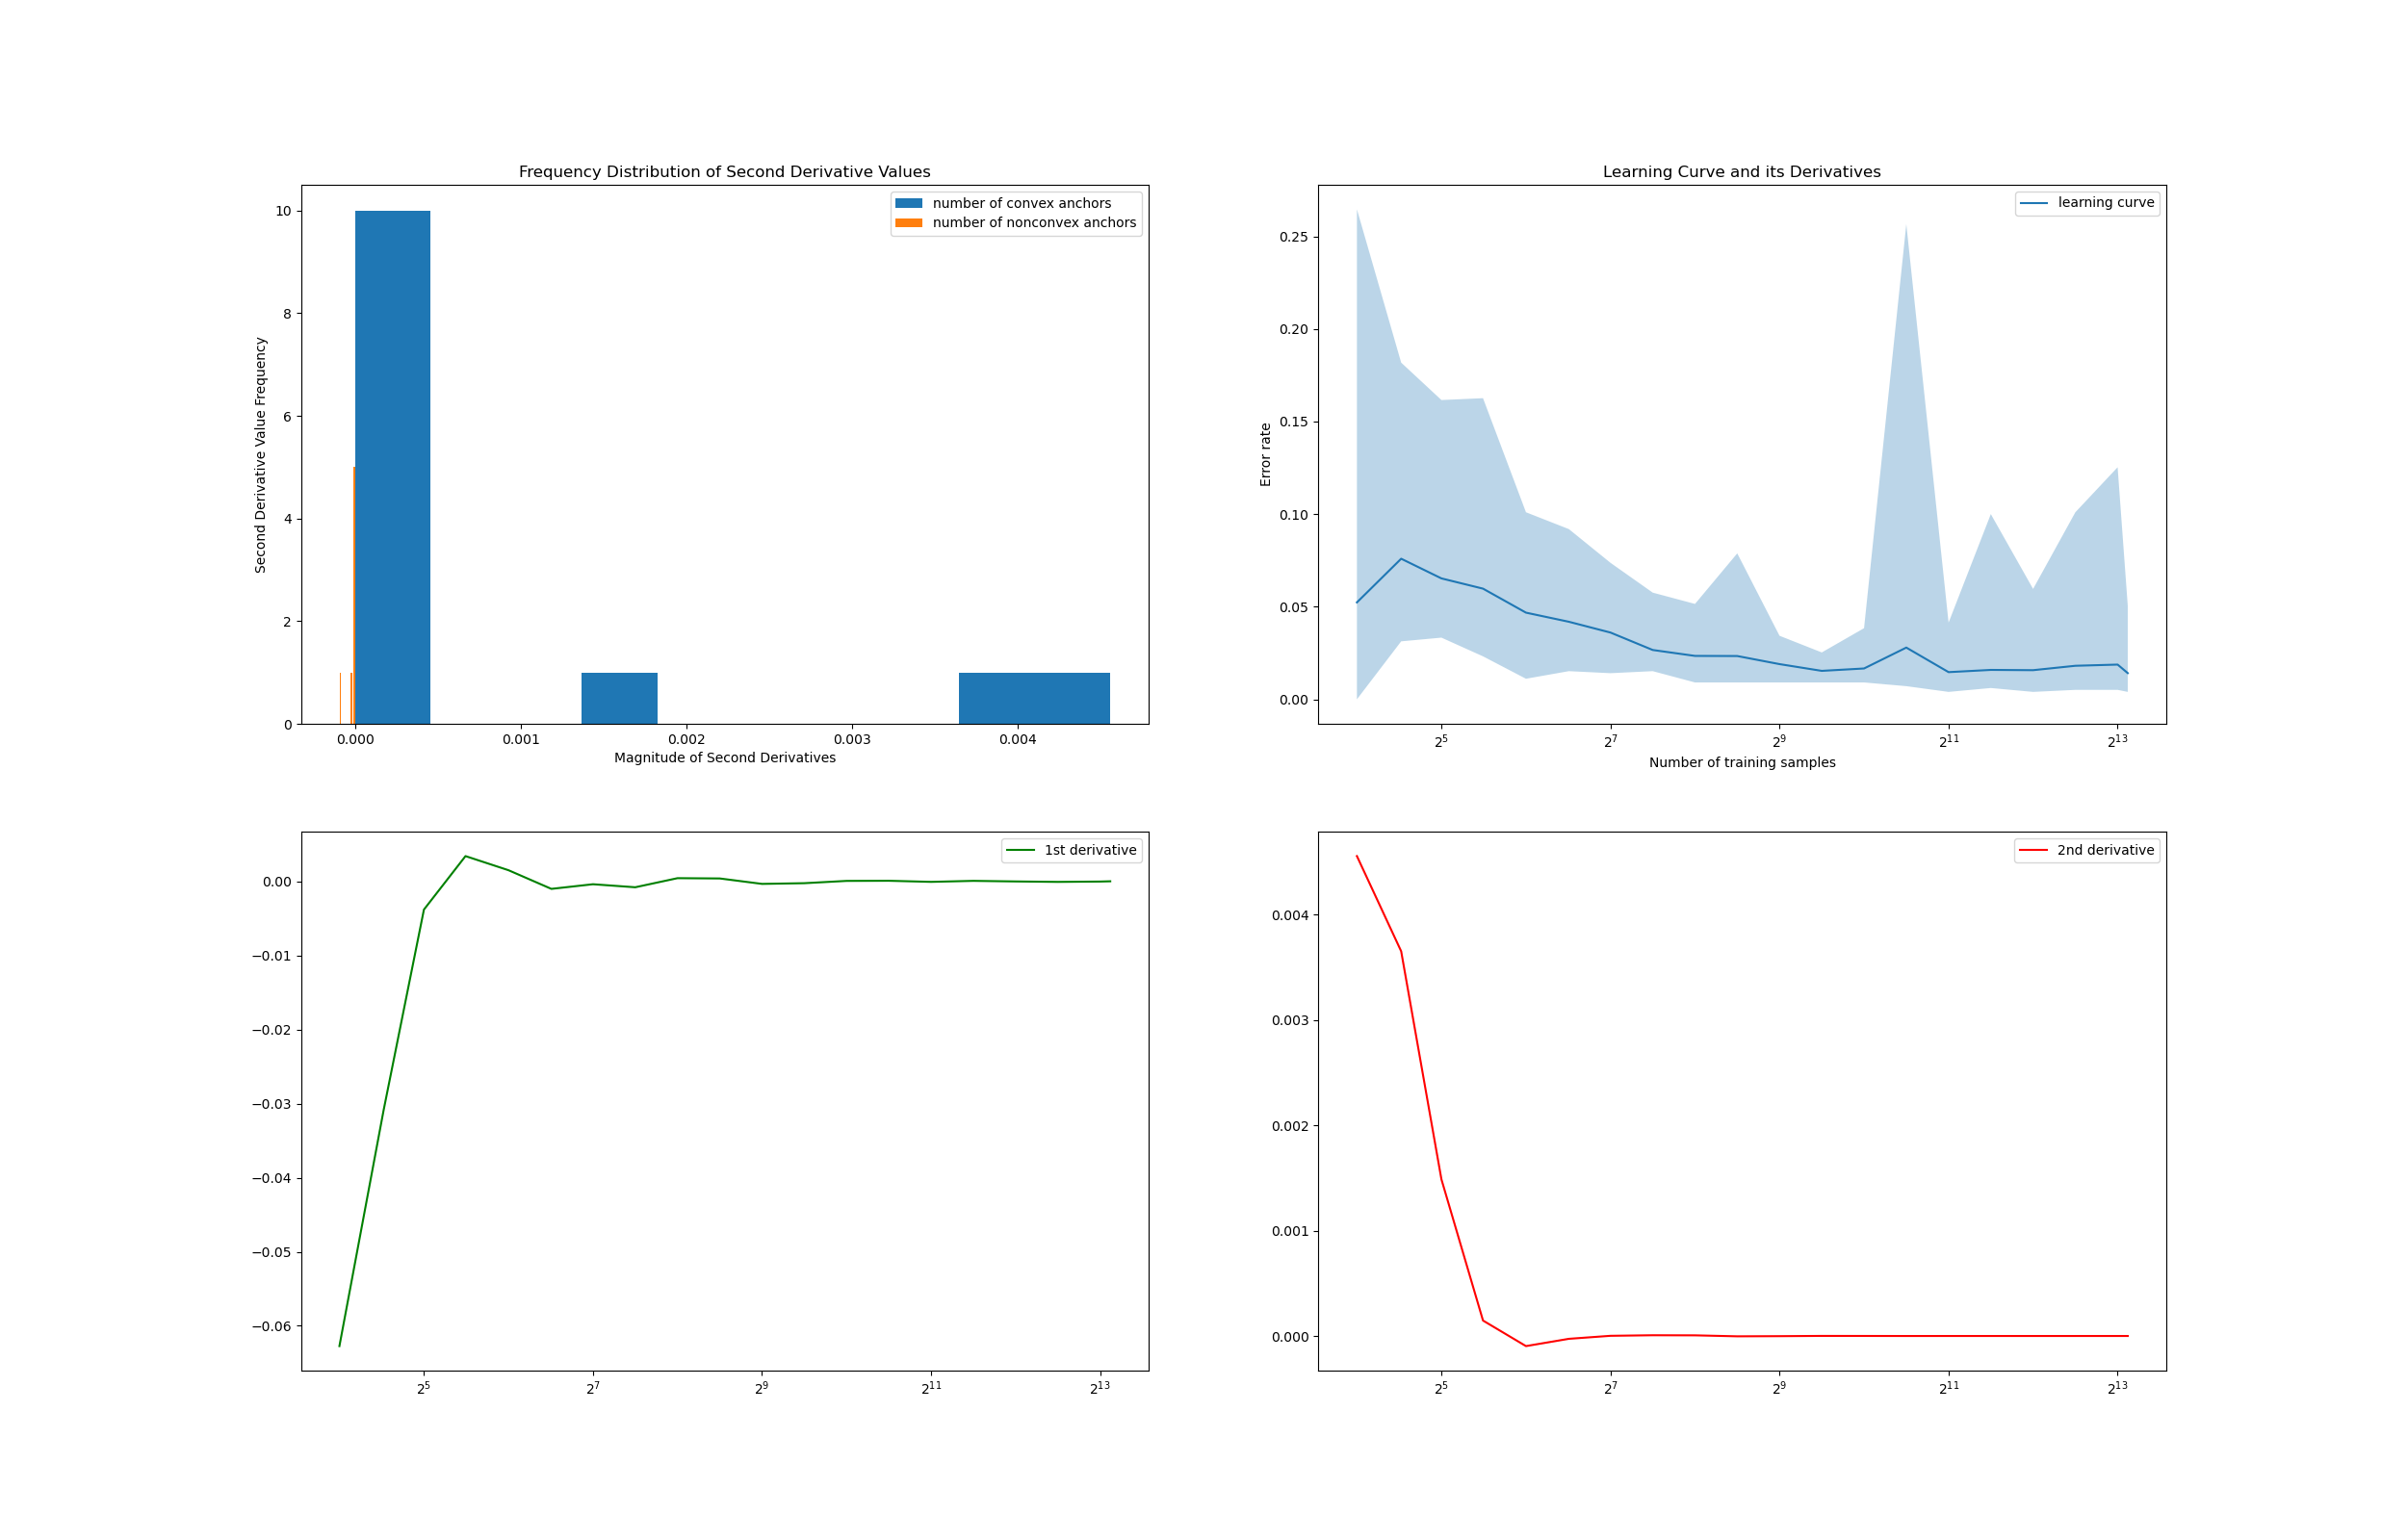 Frequency Distribution of Second Derivative Values
number of convex anchors
number of nonconvex anchors
Second Derivative Value Frequency
10
8
6
4
2
0
0.000 0.001 0.002 0.003 0.004
Magnitude of Second Derivatives
Learning Curve and its Derivatives
learning curve
Error rate
0.25
0.20
0.15
0.10
0.05
0.00
2^5 2^7 2^9 2^11 2^13
Number of training samples
1st derivative
0.00
−0.01
−0.02
−0.03
−0.04
−0.05
−0.06
2^5 2^7 2^9 2^11 2^13
2nd derivative
0.004
0.003
0.002
0.001
0.000
2^5 2^7 2^9 2^11 2^13